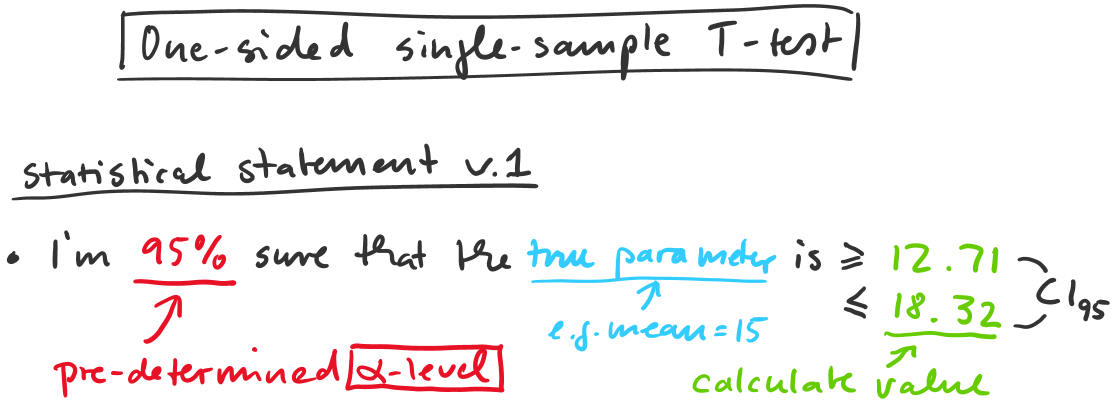 One-sided single-sample T-test
statistical statement v.1
• I'm 95% sure that the true parameter is ≥ 12.71
≤ 18.32 CI95
e.g. mean = 15
pre-determined α-level
calculate value